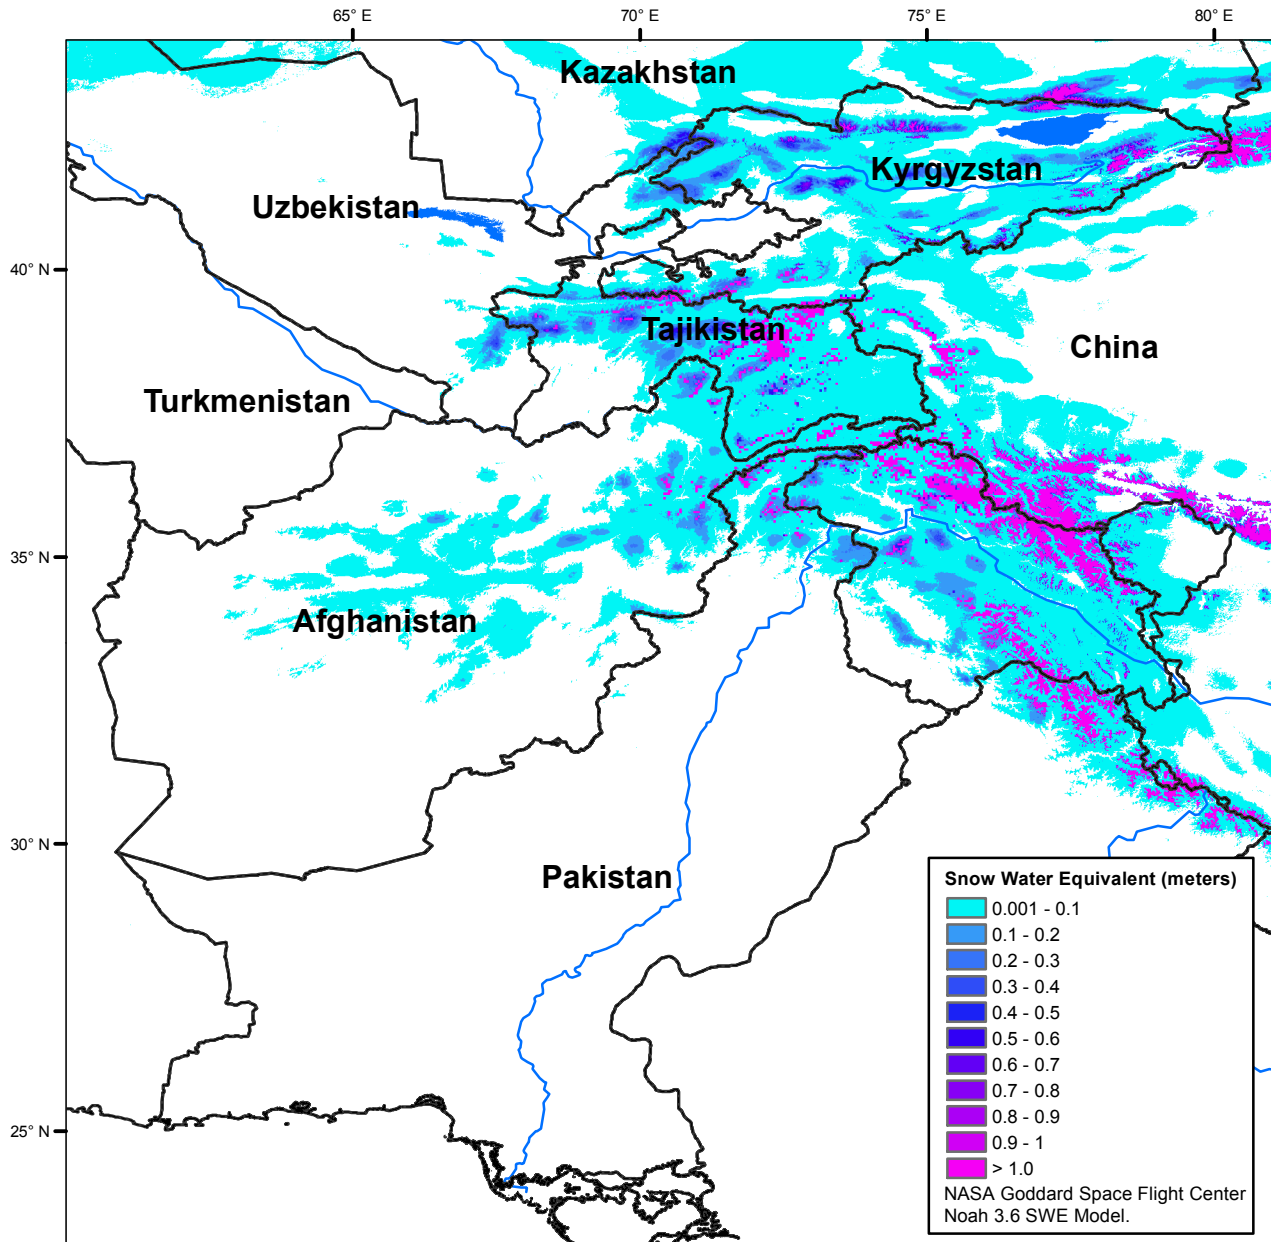 65° E
70° E
75° E
80° E
Kazakhstan
Kyrgyzstan
Uzbekistan
40° N
Tajikistan
China
Turkmenistan
35° N
Afghanistan
30° N
Pakistan
25° N
Snow Water Equivalent (meters)
0.001 - 0.1
0.1 - 0.2
0.2 - 0.3
0.3 - 0.4
0.4 - 0.5
0.5 - 0.6
0.6 - 0.7
0.7 - 0.8
0.8 - 0.9
0.9 - 1
> 1.0
NASA Goddard Space Flight Center
Noah 3.6 SWE Model.